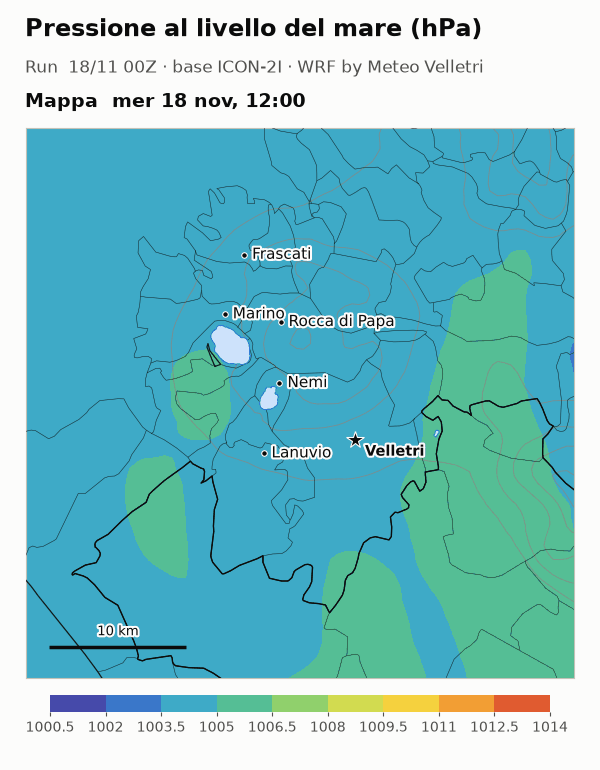 Pressione al livello del mare (hPa)
Run  18/11 00Z · base ICON-2I · WRF by Meteo Velletri
Mappa  mer 18 nov, 12:00
Frascati
Marino
Rocca di Papa
Nemi
Velletri
Lanuvio
10 km
1000.5 1002 1003.5 1005 1006.5 1008 1009.5 1011 1012.5 1014